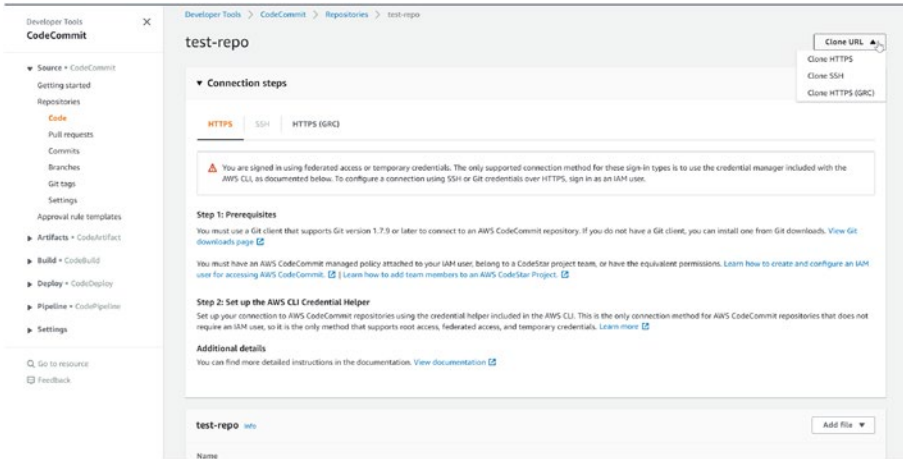 Developer Tools
CodeCommit
Source • CodeCommit
Getting started
Repositories
Code
Pull requests
Commits
Branches
Git tags
Settings
Approval rule templates
Artifacts • CodeArtifact
Build • CodeBuild
Deploy • CodeDeploy
Pipeline • CodePipeline
Settings
Go to resource
Feedback
Developer Tools > CodeCommit > Repositories > test-repo
test-repo
Clone URL
Clone HTTPS
Clone SSH
Clone HTTPS (GRC)
Connection steps
HTTPS SSH HTTPS (GRC)
You are signed in using federated access or temporary credentials. The only supported connection method for these sign-in types is to use the credential manager included with the
AWS CLI, as documented below. To configure a connection using SSH or Git credentials over HTTPS, sign in as an IAM user.
Step 1: Prerequisites
You must use a Git client that supports Git version 1.7.9 or later to connect to an AWS CodeCommit repository. If you do not have a Git client, you can install one from Git downloads. View Git
downloads page
You must have an AWS CodeCommit managed policy attached to your IAM user, belong to a CodeStar project team, or have the equivalent permissions. Learn how to create and configure an IAM
user for accessing AWS CodeCommit. | Learn how to add team members to an AWS CodeStar Project.
Step 2: Set up the AWS CLI Credential Helper
Set up your connection to AWS CodeCommit repositories using the credential helper included in the AWS CLI. This is the only connection method for AWS CodeCommit repositories that does not
require an IAM user, so it is the only method that supports root access, federated access, and temporary credentials. Learn more
Additional details
You can find more detailed instructions in the documentation. View documentation
test-repo Info
Add file
Name